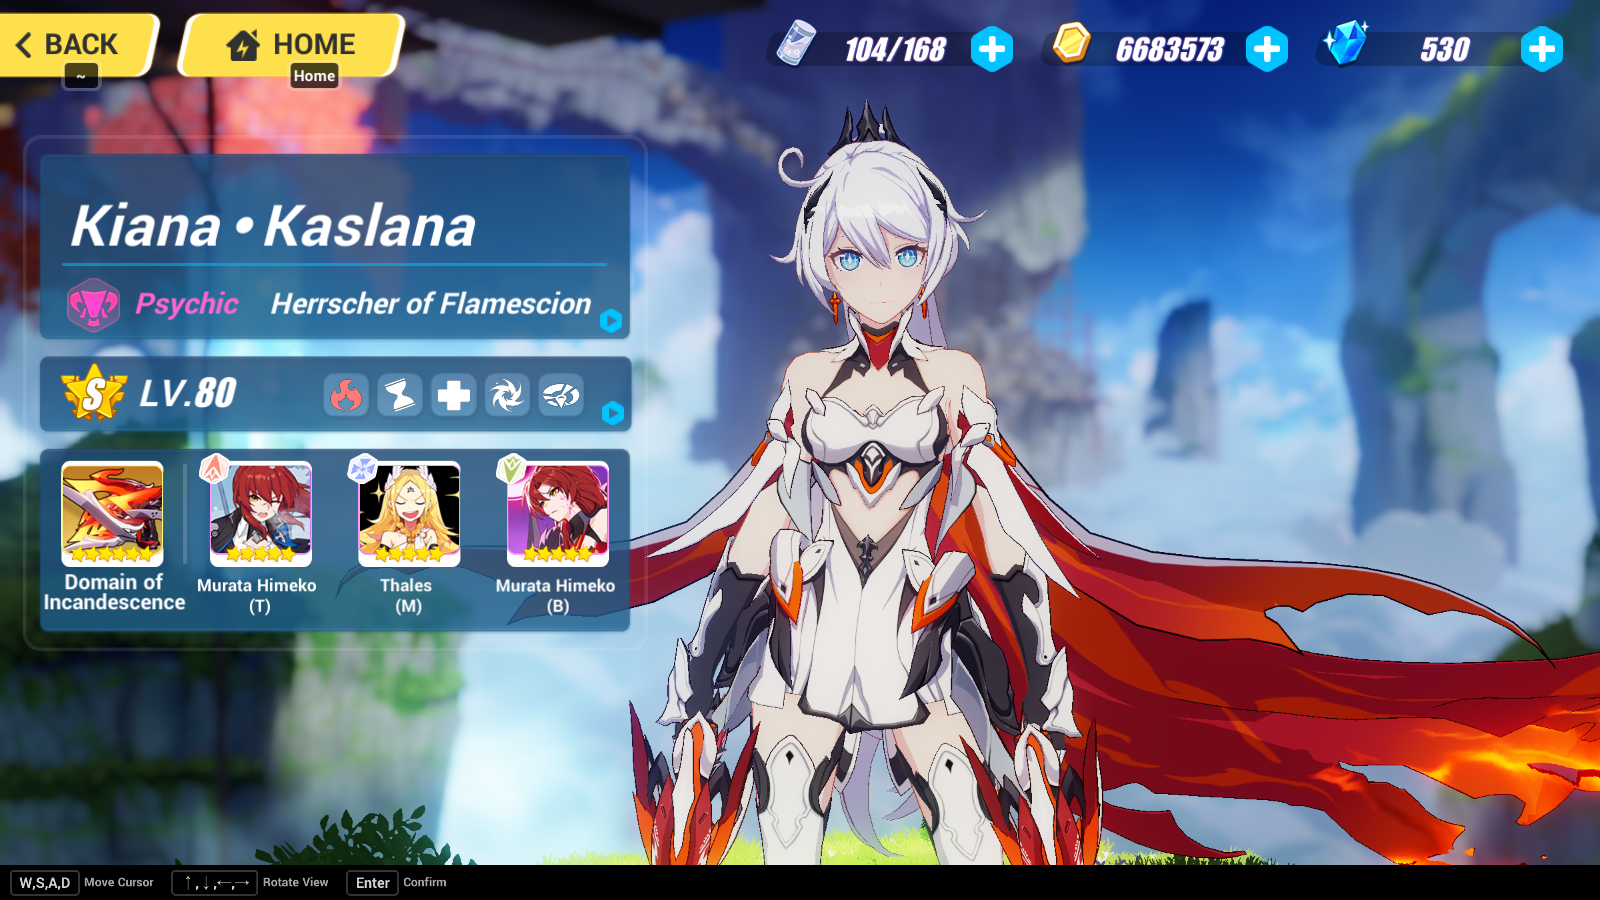 BACK
~
HOME
Home
104/168
6683573
530
Kiana • Kaslana
Psychic
Herrscher of Flamescion
S
LV.80
Domain of
Incandescence
Murata Himeko
(T)
Thales
(M)
Murata Himeko
(B)
W,S,A,D
Move Cursor
↑,↓,←,→
Rotate View
Enter
Confirm